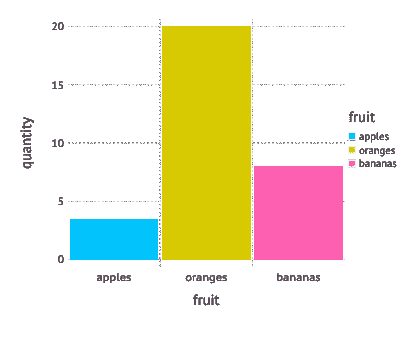 20
15
10
5
0
quantity
apples
oranges
bananas
fruit
fruit
apples
oranges
bananas